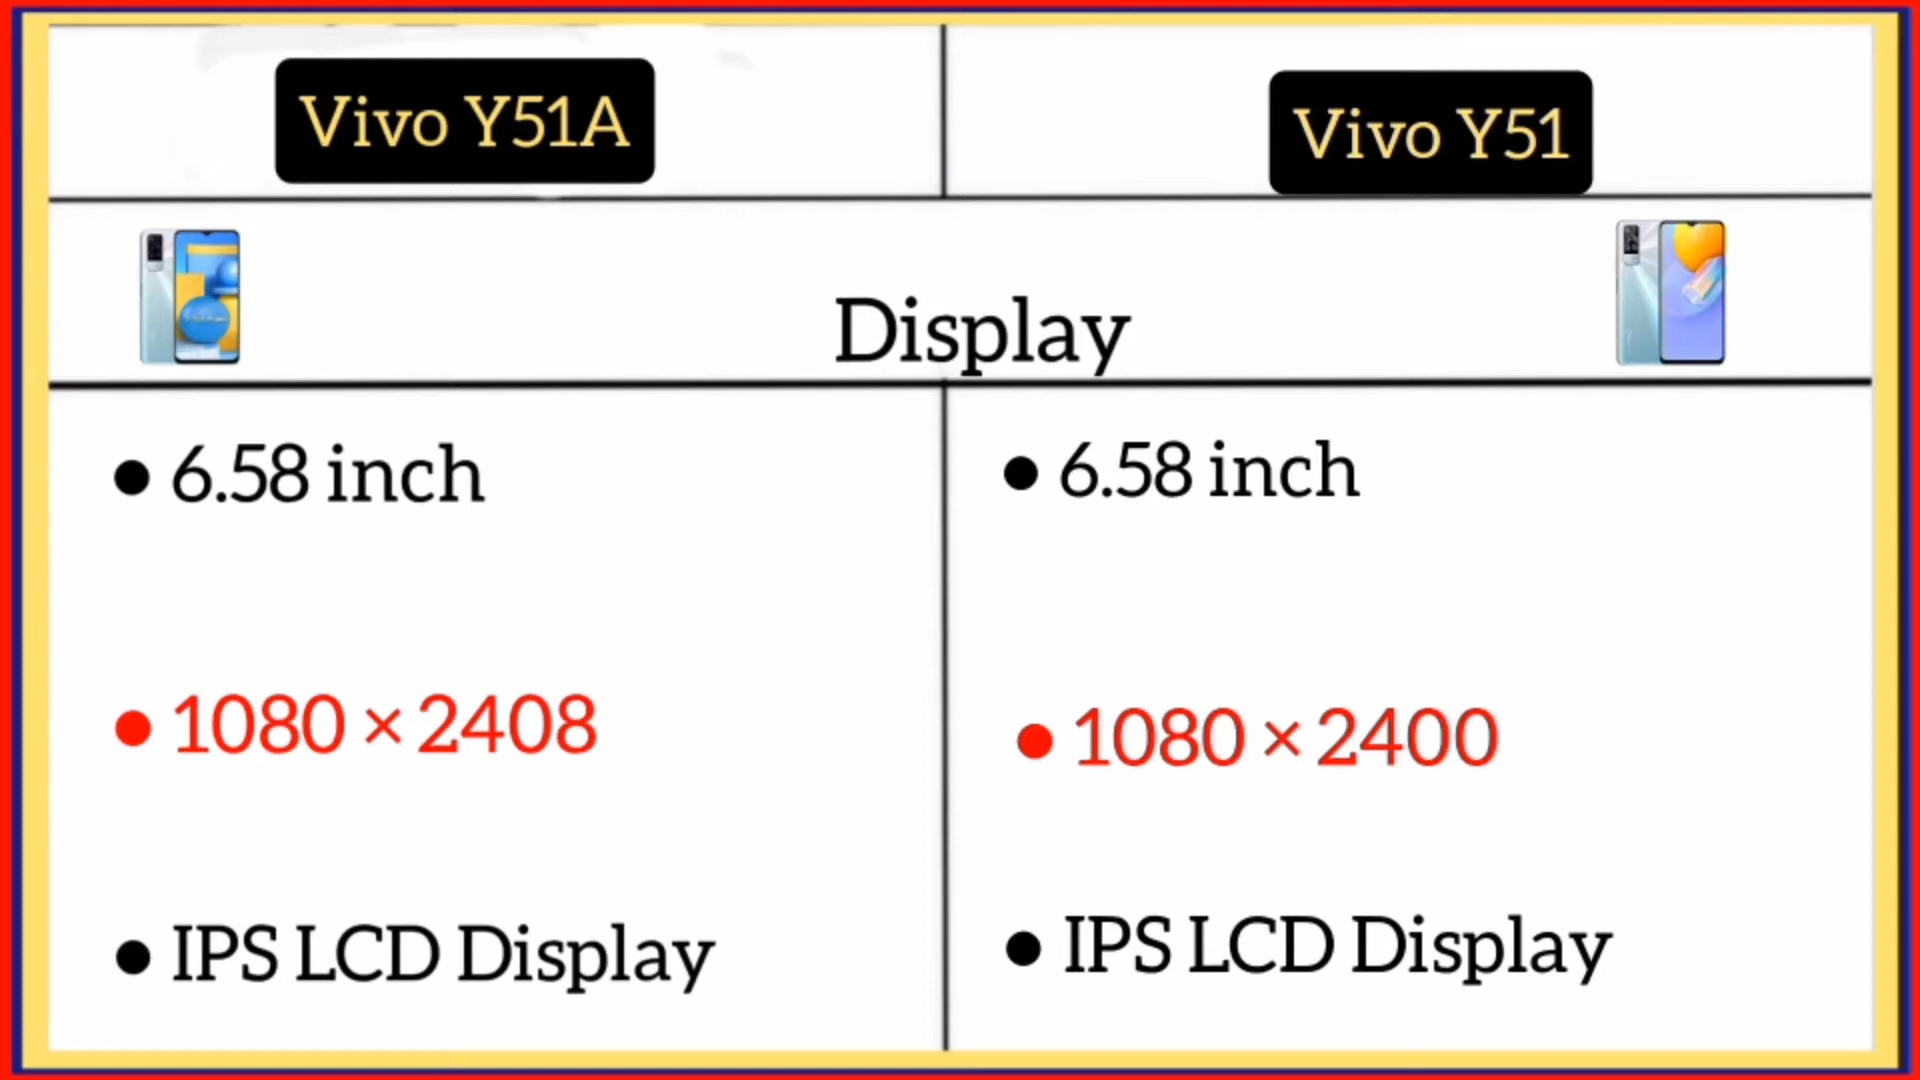 Vivo Y51A
Vivo Y51
Display
● 6.58 inch
● 6.58 inch
● 1080 × 2408
● 1080 × 2400
● IPS LCD Display
● IPS LCD Display